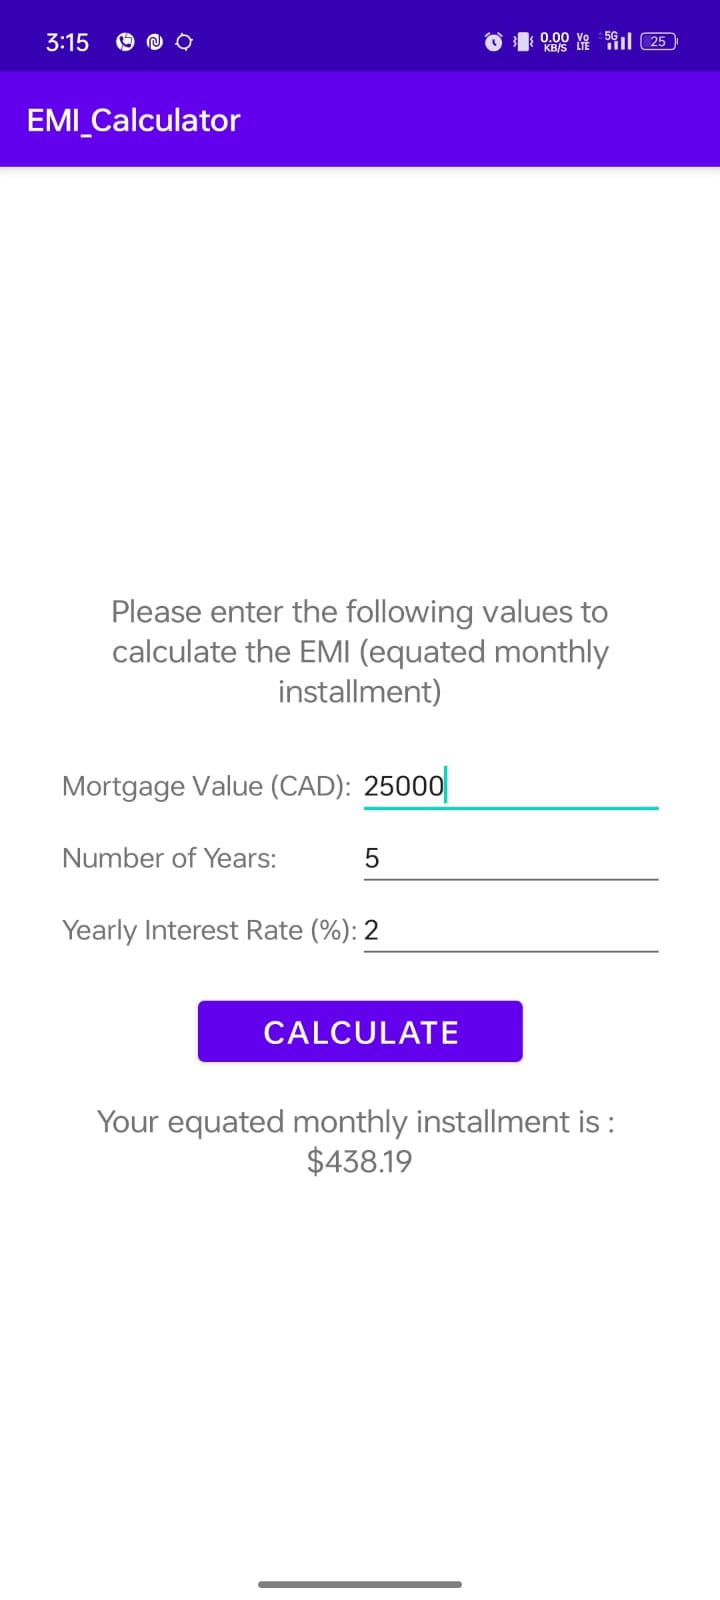 3:15 0.00 KB/S Vo LTE 5G 25
EMI_Calculator
Please enter the following values to
calculate the EMI (equated monthly
installment)
Mortgage Value (CAD): 25000
Number of Years: 5
Yearly Interest Rate (%): 2
CALCULATE
Your equated monthly installment is :
$438.19